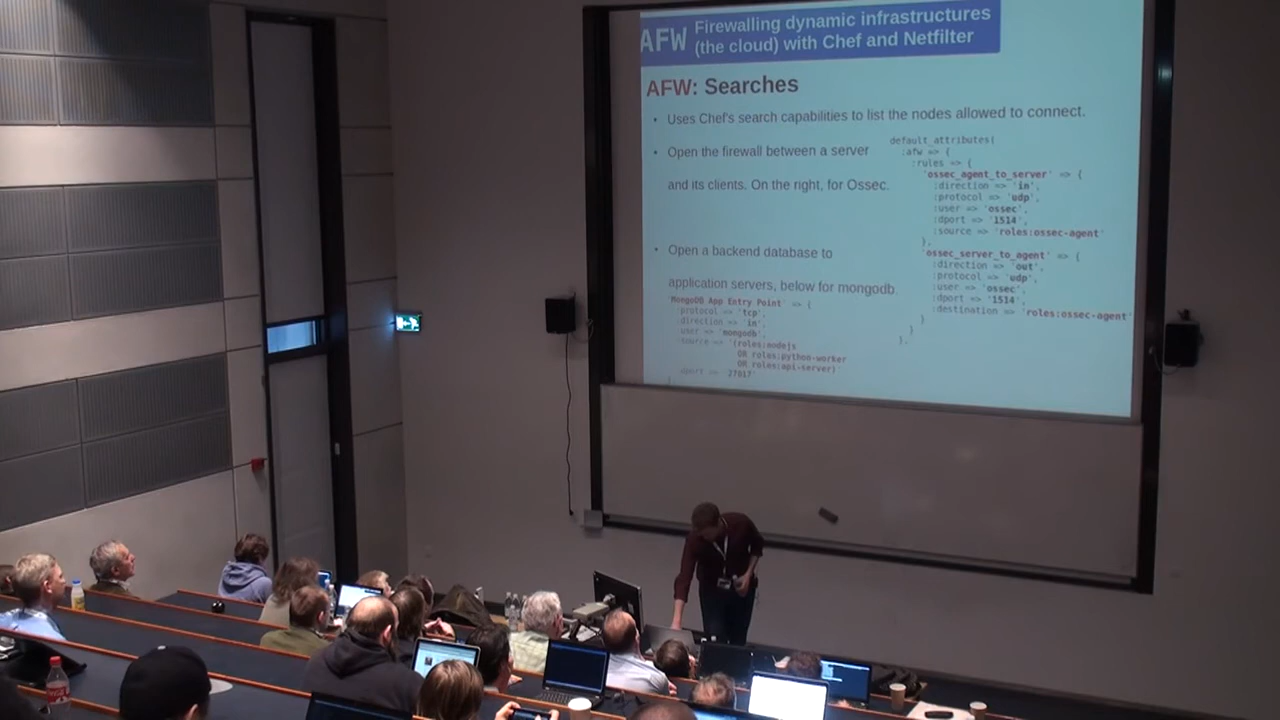 AFW Firewalling dynamic infrastructures
(the cloud) with Chef and Netfilter
AFW: Searches
• Uses Chef's search capabilities to list the nodes allowed to connect.
• Open the firewall between a server
and its clients. On the right, for Ossec.
• Open a backend database to
application servers, below for mongodb.
'MongoDB App Entry Point' => {
:protocol => 'tcp',
:direction => 'in',
:user => 'mongodb',
:source => '(roles:nodejs
OR roles:python-worker
OR roles:api-server)'
:dport => '27017'
default_attributes(
:afw => {
:rules => {
'ossec_agent_to_server' => {
:direction => 'in',
:protocol => 'udp',
:user => 'ossec',
:dport => '1514',
:source => 'roles:ossec-agent'
},
'ossec_server_to_agent' => {
:direction => 'out',
:protocol => 'udp',
:user => 'ossec',
:dport => '1514',
:destination => 'roles:ossec-agent'
}
},